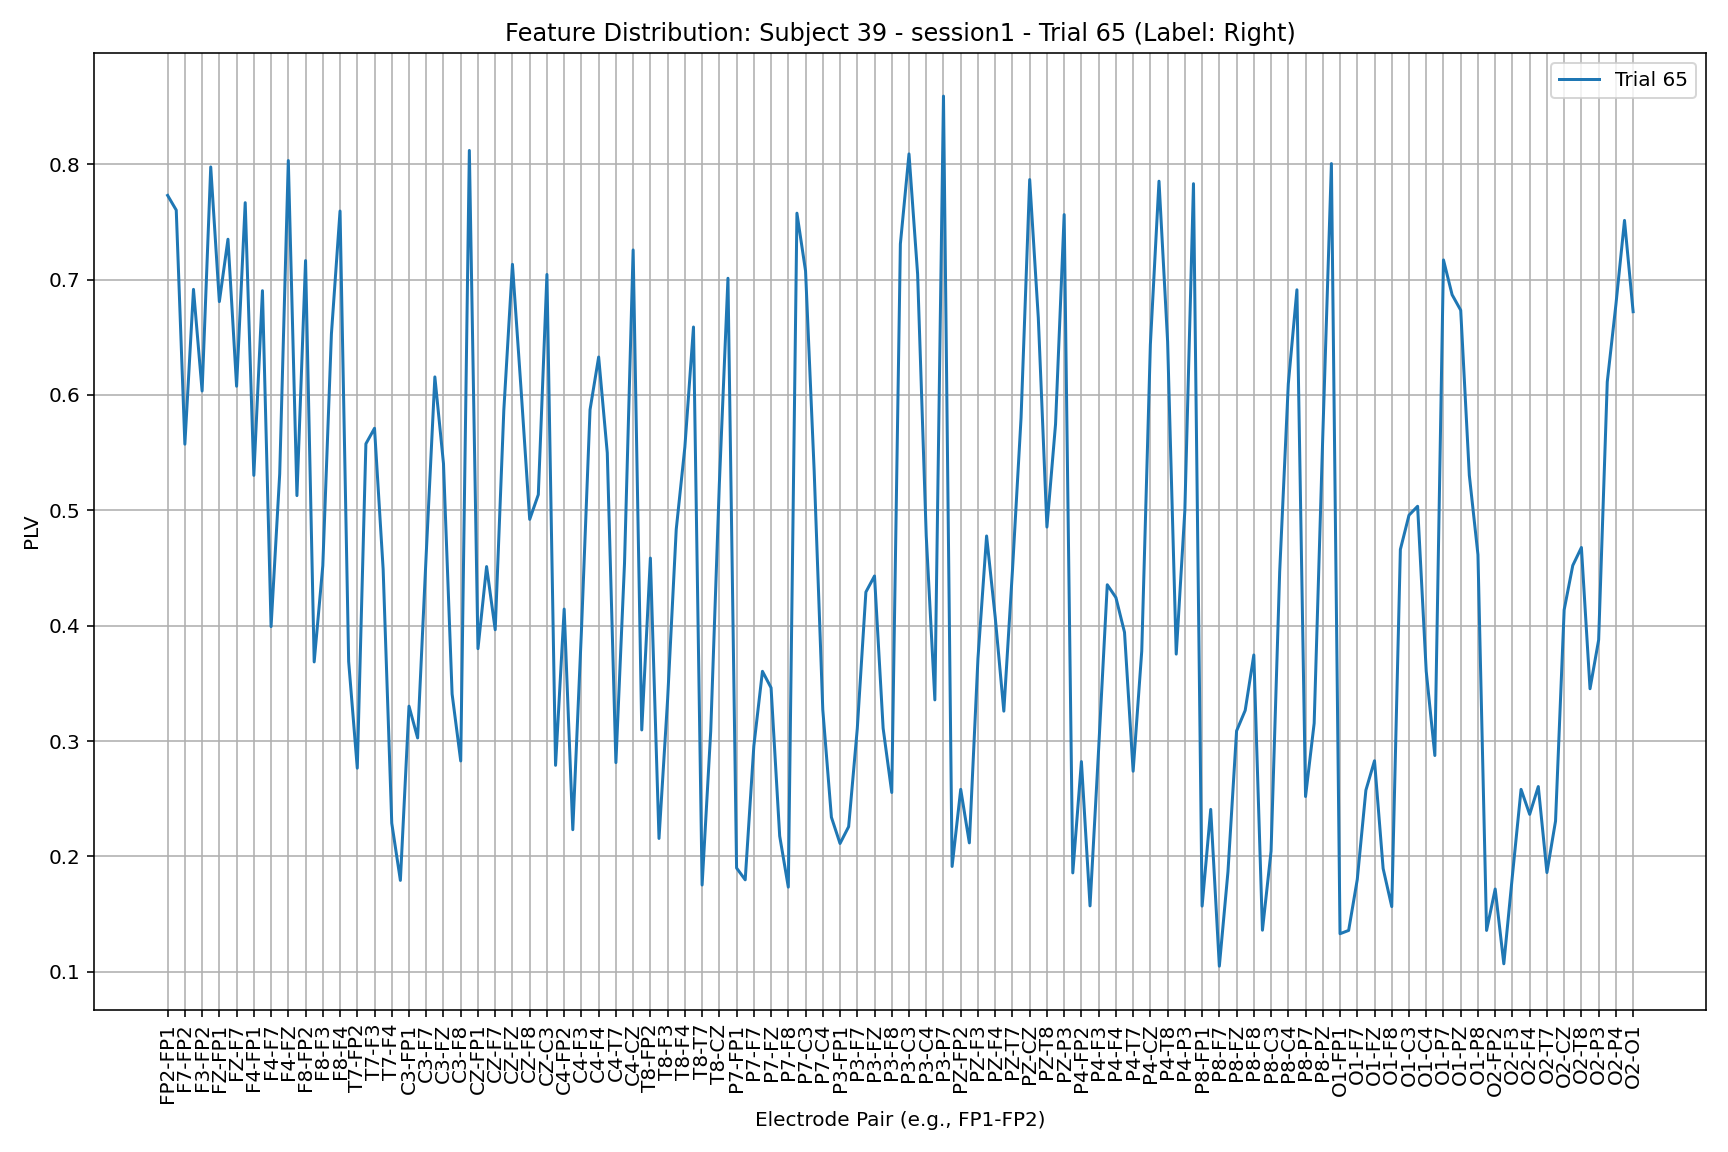 Feature Distribution: Subject 39 - session1 - Trial 65 (Label: Right)
Trial 65
PLV
0.8
0.7
0.6
0.5
0.4
0.3
0.2
0.1
FP2-FP1
F7-FP2
F3-FP2
FZ-FP1
FZ-F7
F4-FP1
F4-F7
F4-FZ
F8-FP2
F8-F3
F8-F4
T7-FP2
T7-F3
T7-F4
C3-FP1
C3-F7
C3-FZ
C3-F8
CZ-FP1
CZ-F7
CZ-FZ
CZ-F8
CZ-C3
C4-FP2
C4-F3
C4-F4
C4-T7
C4-CZ
T8-FP2
T8-F3
T8-F4
T8-T7
T8-CZ
P7-FP1
P7-F7
P7-FZ
P7-F8
P7-C3
P7-C4
P3-FP1
P3-F7
P3-FZ
P3-F8
P3-C3
P3-C4
P3-P7
PZ-FP2
PZ-F3
PZ-F4
PZ-T7
PZ-CZ
PZ-T8
PZ-P3
P4-FP2
P4-F3
P4-F4
P4-T7
P4-CZ
P4-T8
P4-P3
P8-FP1
P8-F7
P8-FZ
P8-F8
P8-C3
P8-C4
P8-P7
P8-PZ
O1-FP1
O1-F7
O1-FZ
O1-F8
O1-C3
O1-C4
O1-P7
O1-PZ
O1-P8
O2-FP2
O2-F3
O2-F4
O2-T7
O2-CZ
O2-T8
O2-P3
O2-P4
O2-O1
Electrode Pair (e.g., FP1-FP2)